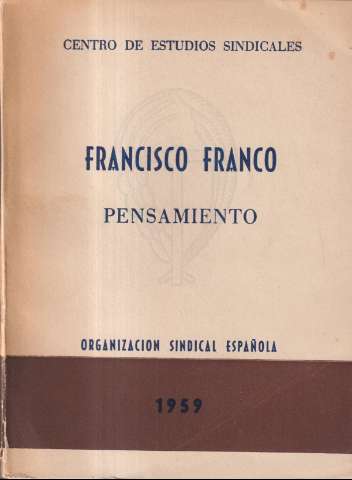 CENTRO DE ESTUDIOS SINDICALES
FRANCISCO FRANCO
PENSAMIENTO
ORGANIZACION SINDICAL ESPAÑOLA
1959